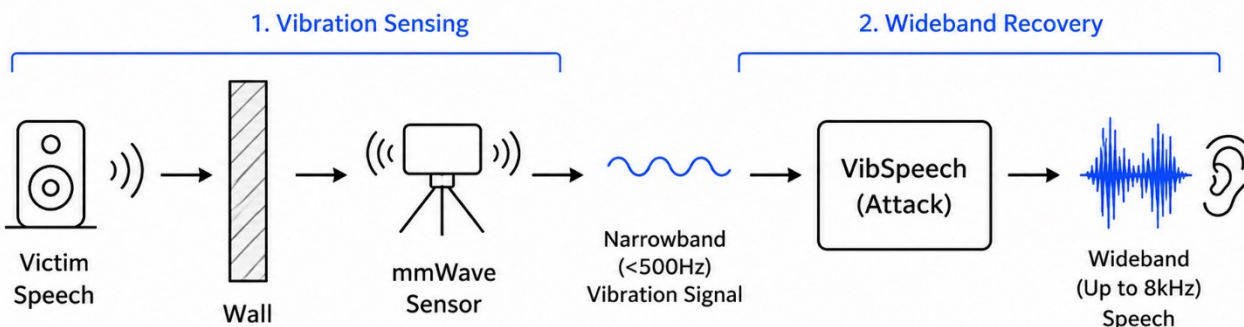 1. Vibration Sensing
2. Wideband Recovery
Victim
Speech
Wall
mmWave
Sensor
Narrowband
(<500Hz)
Vibration Signal
VibSpeech
(Attack)
Wideband
(Up to 8kHz)
Speech